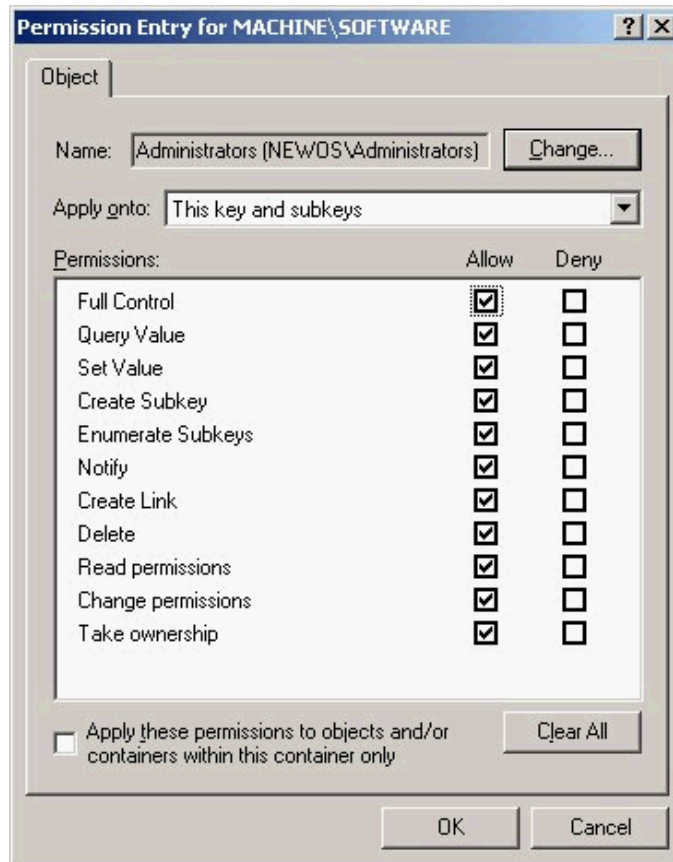 Permission Entry for MACHINE\SOFTWARE
Object
Name: Administrators (NEWOS\Administrators) Change...
Apply onto: This key and subkeys
Permissions: Allow Deny
Full Control
Query Value
Set Value
Create Subkey
Enumerate Subkeys
Notify
Create Link
Delete
Read permissions
Change permissions
Take ownership
Apply these permissions to objects and/or
containers within this container only
Clear All
OK Cancel